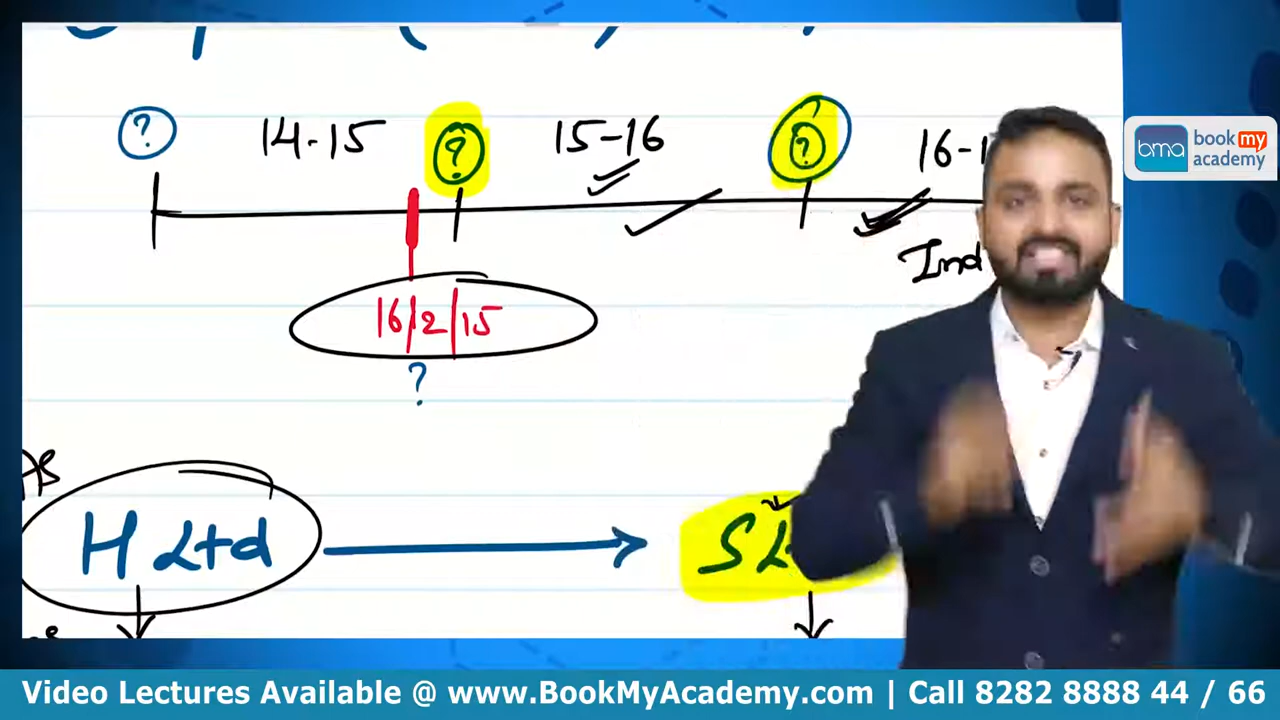 ? 14-15 ? 15-16 ? 16-1
Ind
16/2/15
?
H Ltd
bma book my academy
Video Lectures Available @ www.BookMyAcademy.com | Call 8282 8888 44 / 66